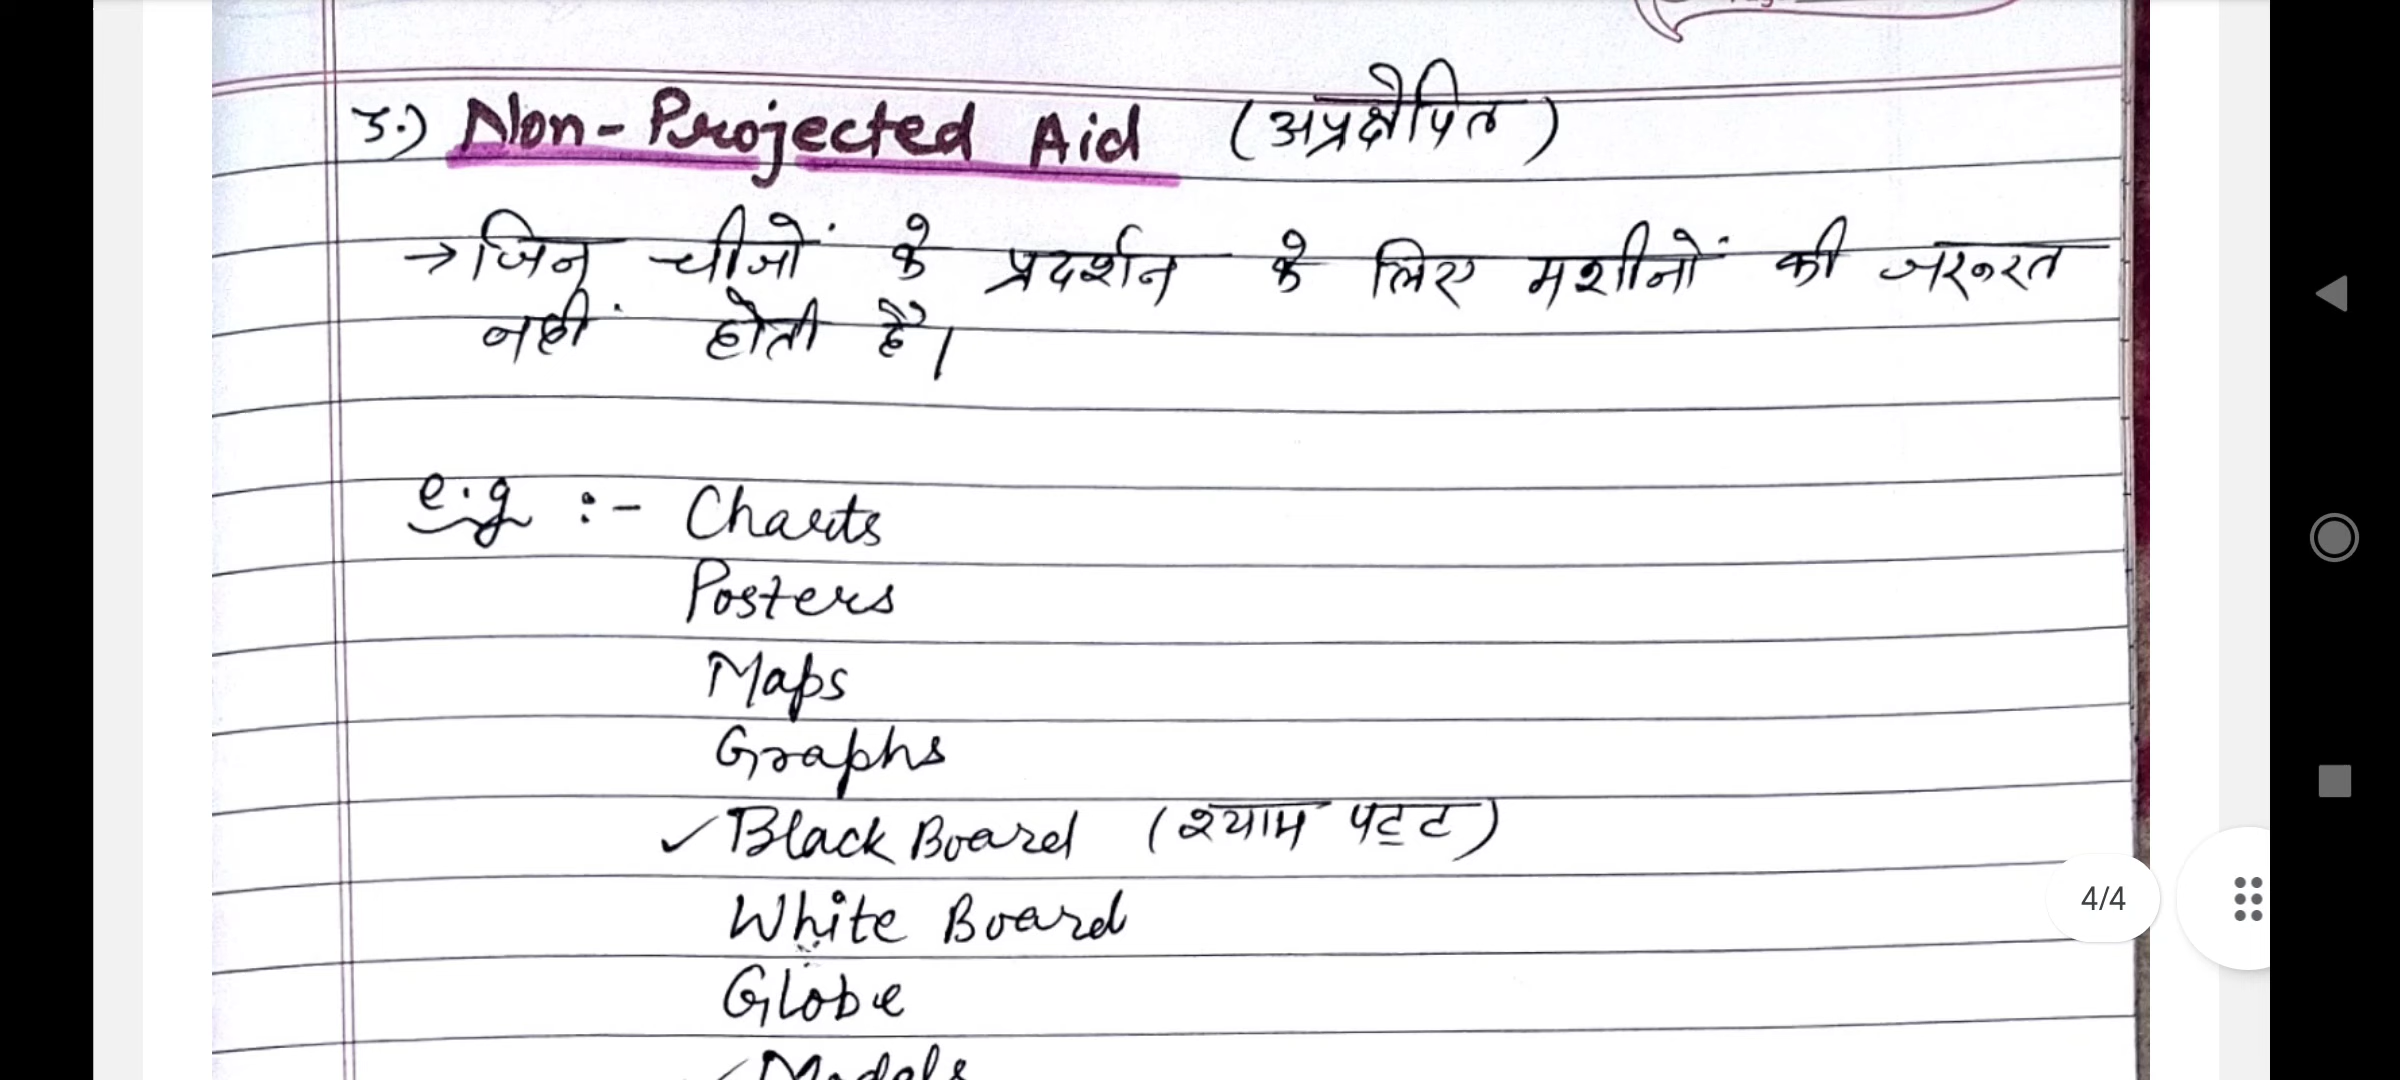 5.) Non-Projected Aid (अप्रक्षेपित)
→ जिन चीजों के प्रदर्शन के लिए मशीनों की जरूरत
नहीं होती है।
e.g :- Charts
Posters
Maps
Graphs
✓ Black Board (श्याम पट्ट)
White Board
Globe
✓ Models
4/4